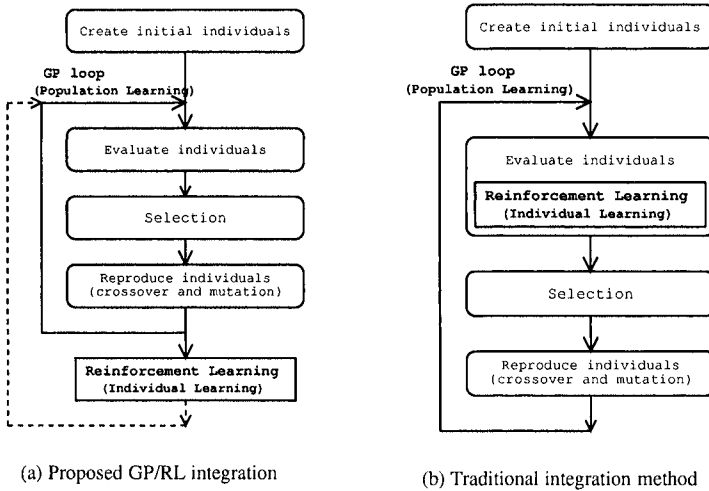 Create initial individuals
GP loop
(Population Learning)
Evaluate individuals
Selection
Reproduce individuals
(crossover and mutation)
Reinforcement Learning
(Individual Learning)
(a) Proposed GP/RL integration
Create initial individuals
GP loop
(Population Learning)
Evaluate individuals
Reinforcement Learning
(Individual Learning)
Selection
Reproduce individuals
(crossover and mutation)
(b) Traditional integration method